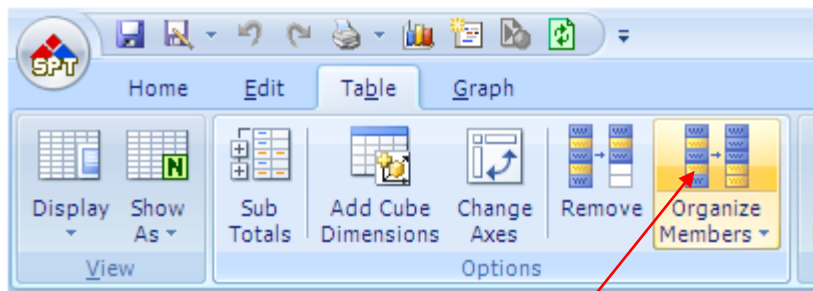 SPT
Home Edit Table Graph
N
Display Show Sub Add Cube Change Remove Organize
As Totals Dimensions Axes Members
View Options